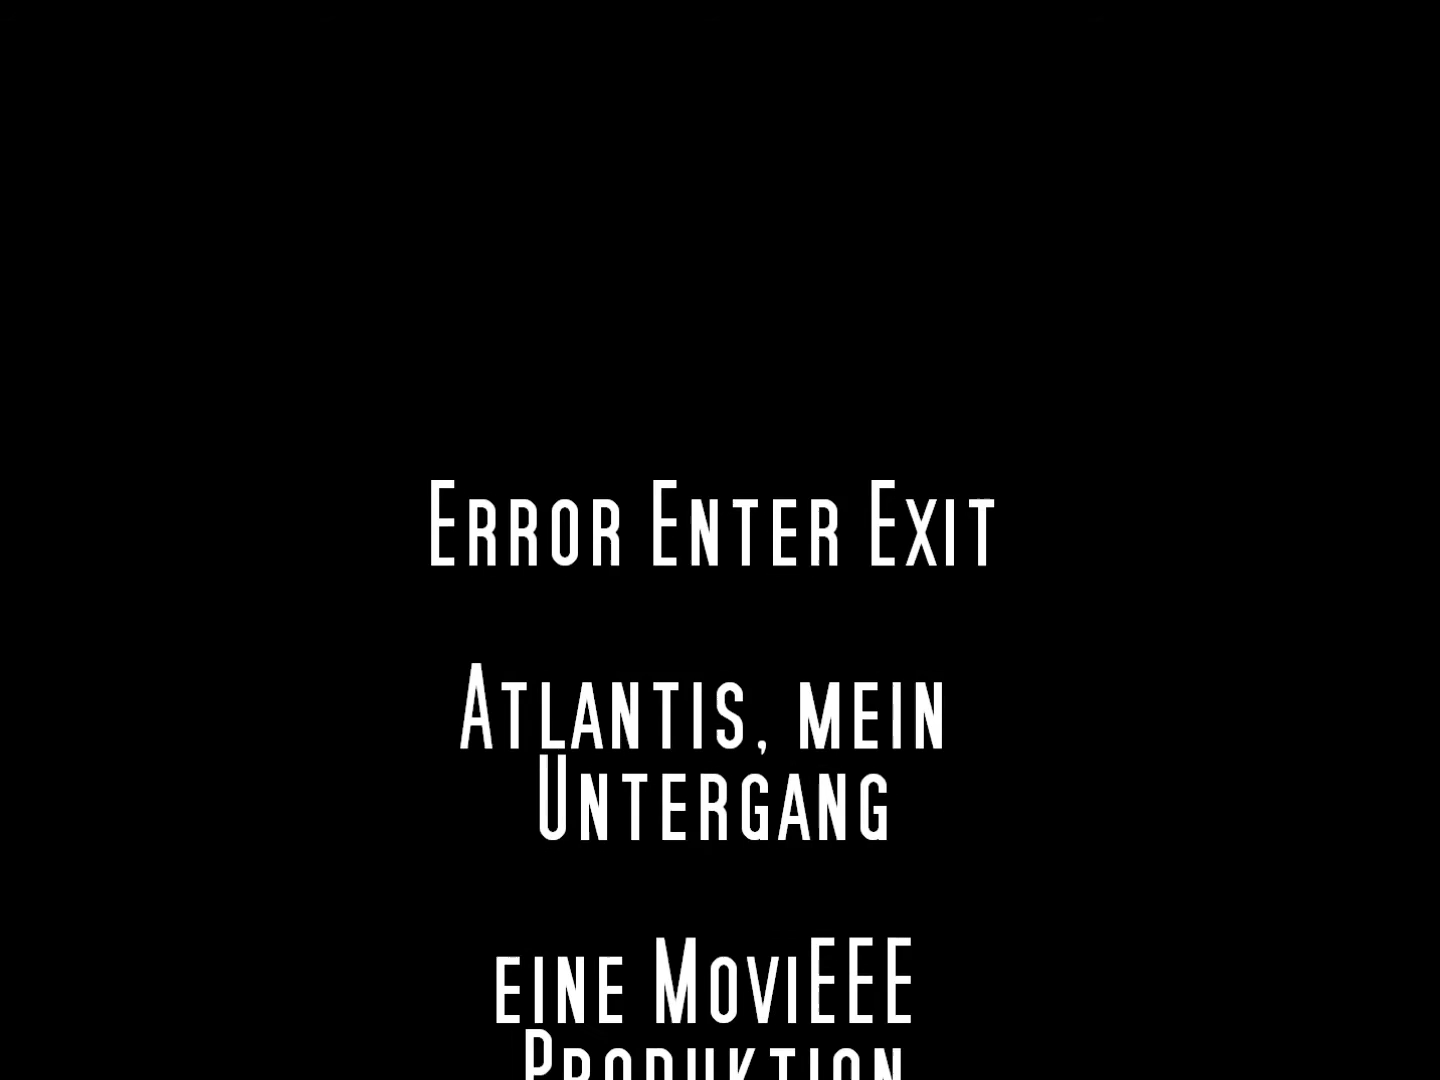 Error Enter Exit
Atlantis, mein
Untergang
eine MoviEEE
Produktion